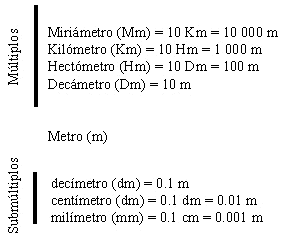 Múltiplos
Miriámetro (Mm) = 10 Km = 10 000 m
Kilómetro (Km) = 10 Hm = 1 000 m
Hectómetro (Hm) = 10 Dm = 100 m
Decámetro (Dm) = 10 m
Metro (m)
Submúltiplos
decímetro (dm) = 0.1 m
centímetro (dm) = 0.1 dm = 0.01 m
milímetro (mm) = 0.1 cm = 0.001 m